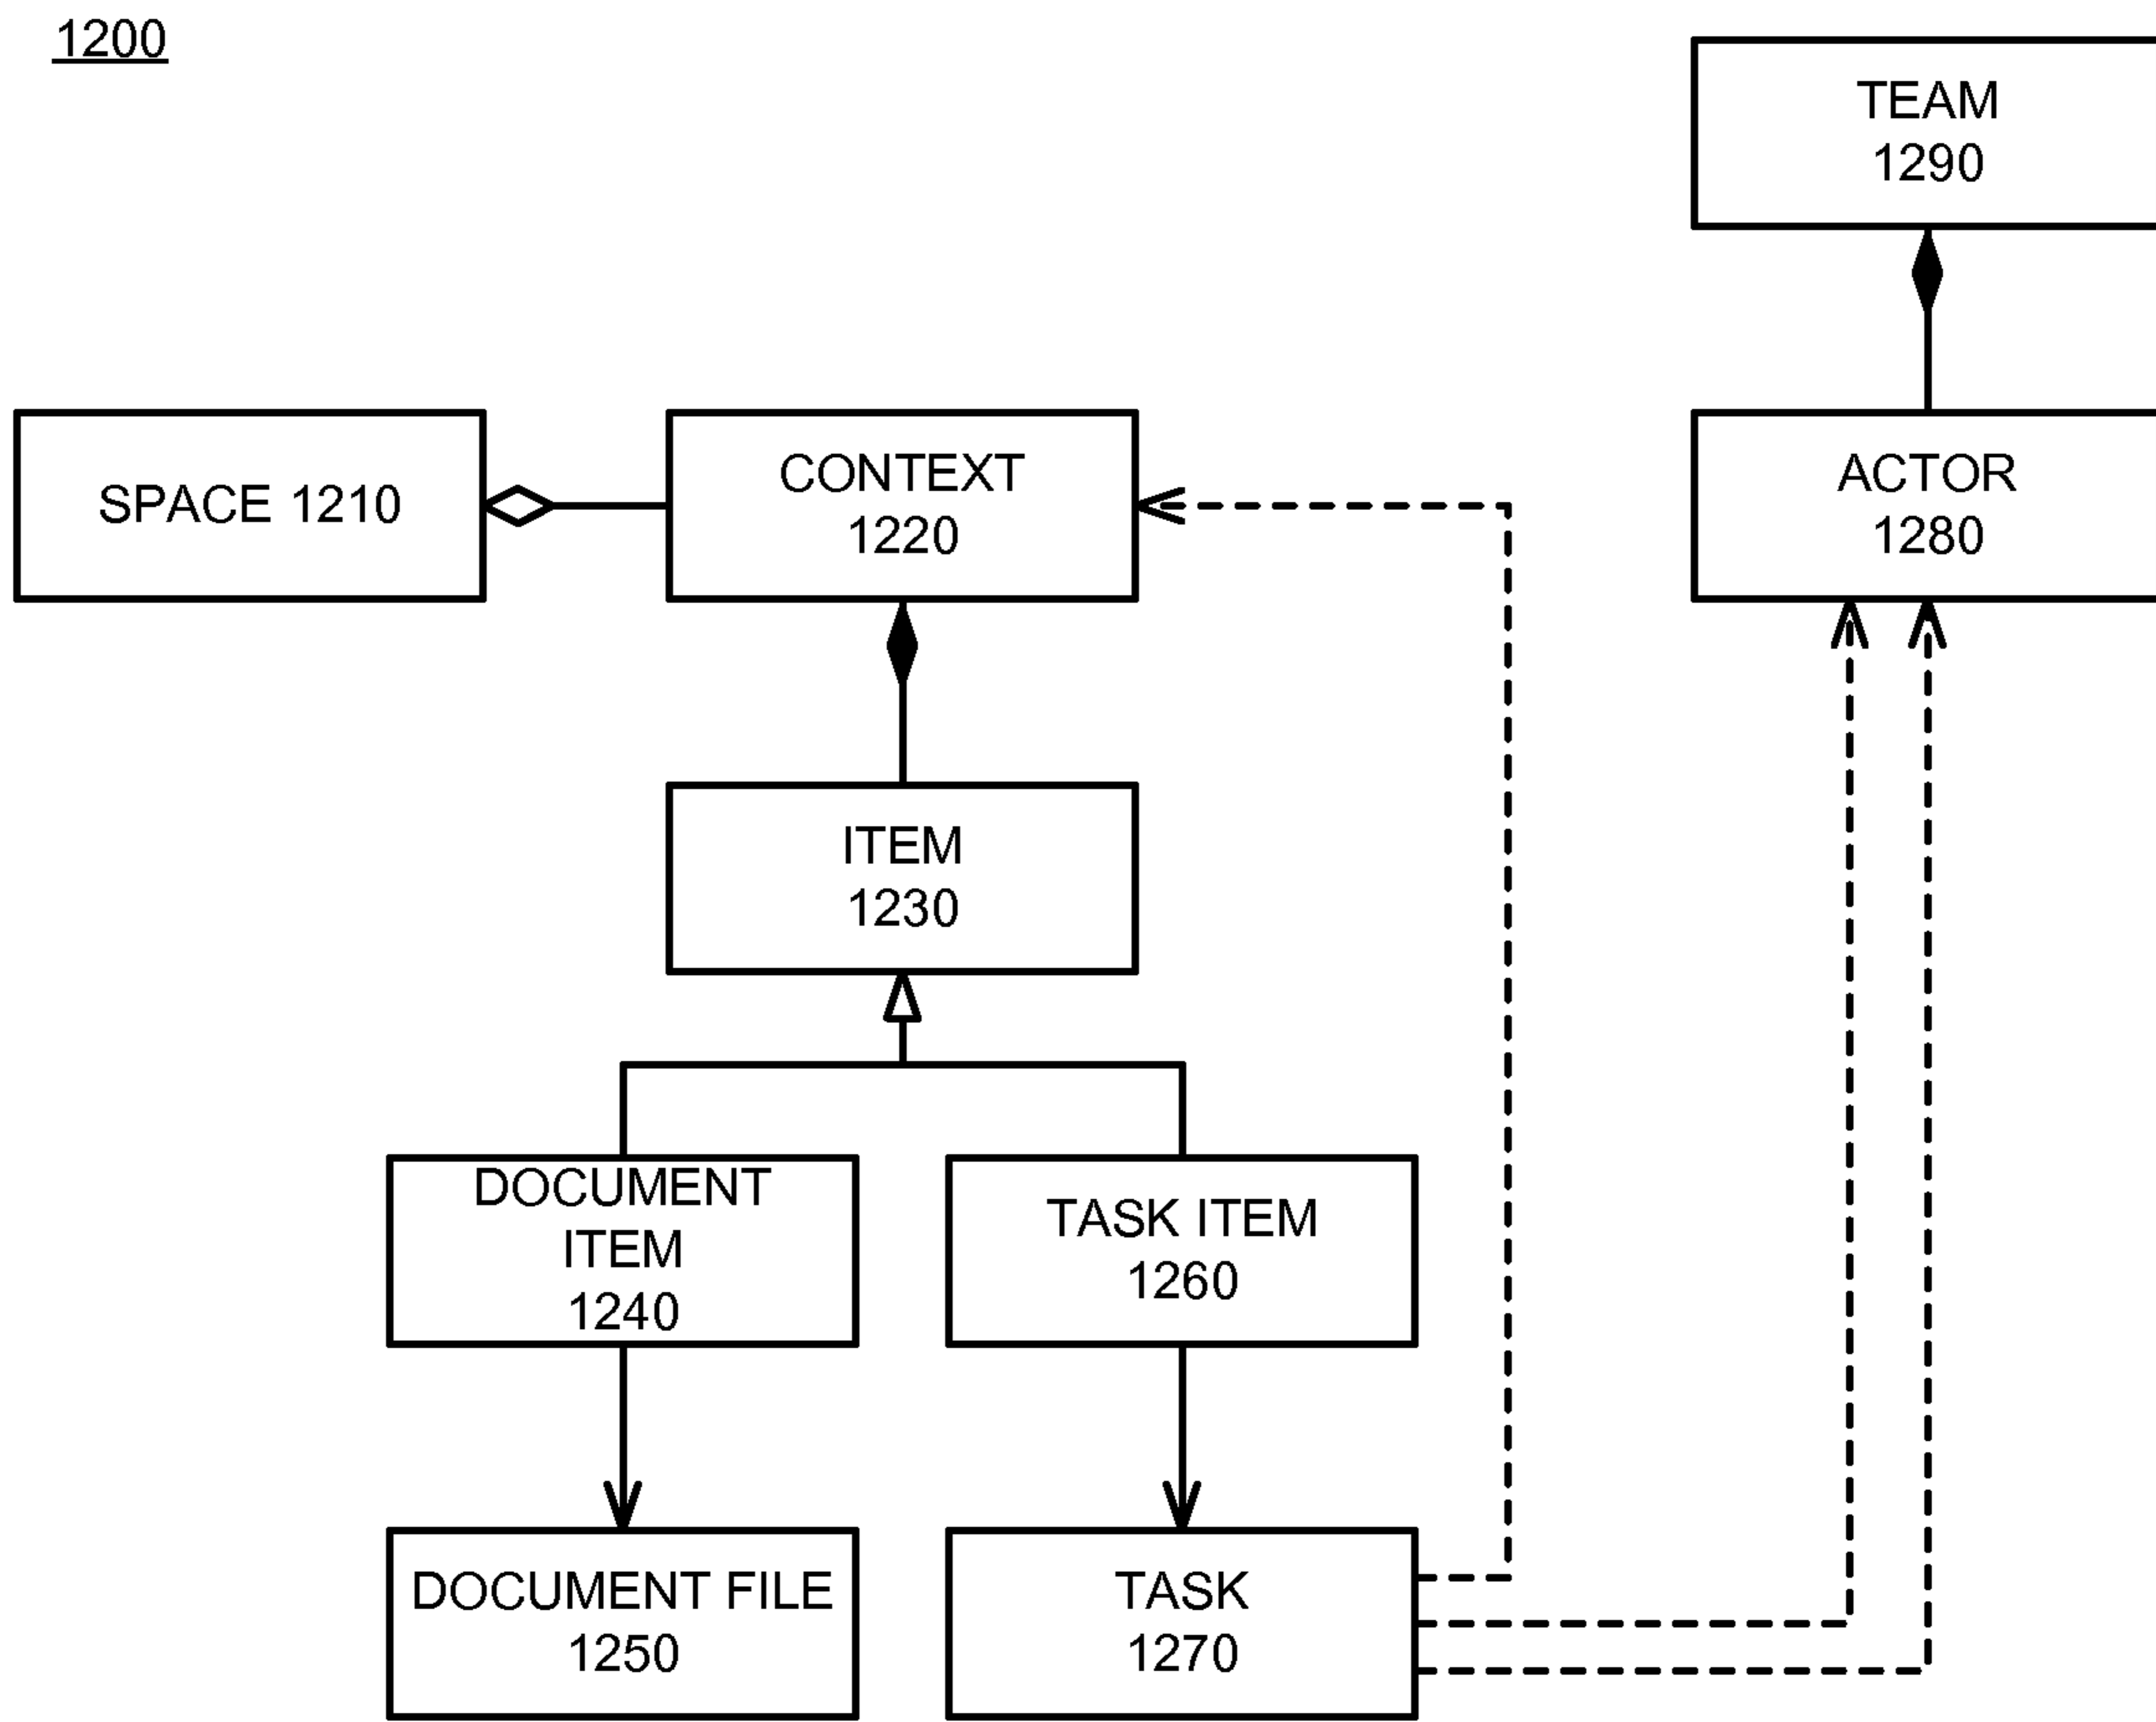 1200
TEAM
1290
SPACE 1210
CONTEXT
1220
ACTOR
1280
ITEM
1230
DOCUMENT
ITEM
1240
TASK ITEM
1260
DOCUMENT FILE
1250
TASK
1270